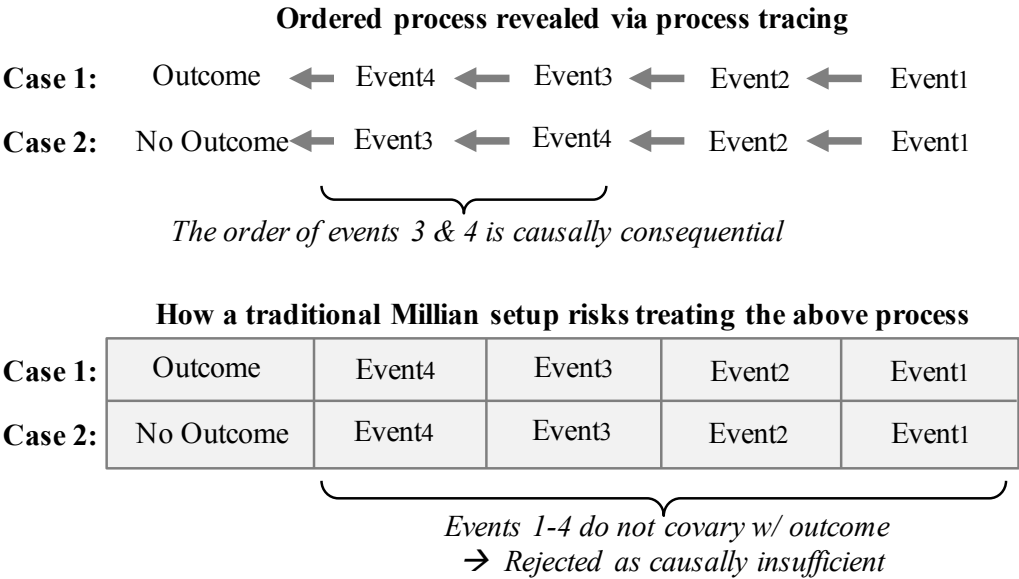 Ordered process revealed via process tracing
Case 1: Outcome Event4 Event3 Event2 Event1
Case 2: No Outcome Event3 Event4 Event2 Event1
The order of events 3 & 4 is causally consequential
How a traditional Millian setup risks treating the above process
Case 1: Outcome Event4 Event3 Event2 Event1
Case 2: No Outcome Event4 Event3 Event2 Event1
Events 1-4 do not covary w/ outcome
→ Rejected as causally insufficient